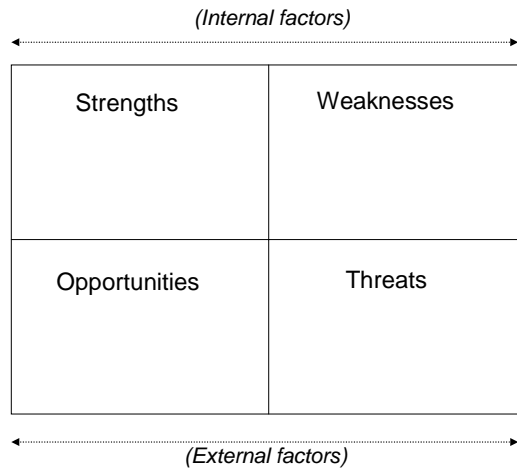 (Internal factors)
Strengths
Weaknesses
Opportunities
Threats
(External factors)